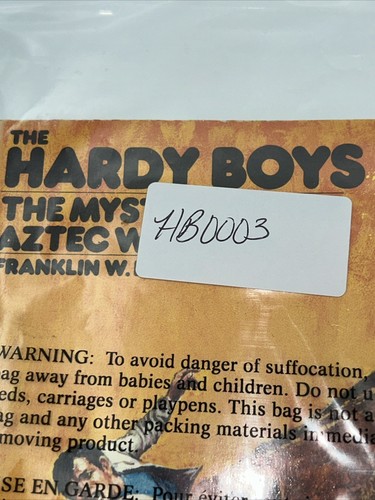 THE
HARDY BOYS
THE MYS
AZTEC W
FRANKLIN W.
HB0003
WARNING: To avoid danger of suffocation,
bag away from babies and children. Do not u
eds, carriages or playpens. This bag is not a
ag and any other packing materials in media
moving product.
SE EN GARDE: Pour éviter